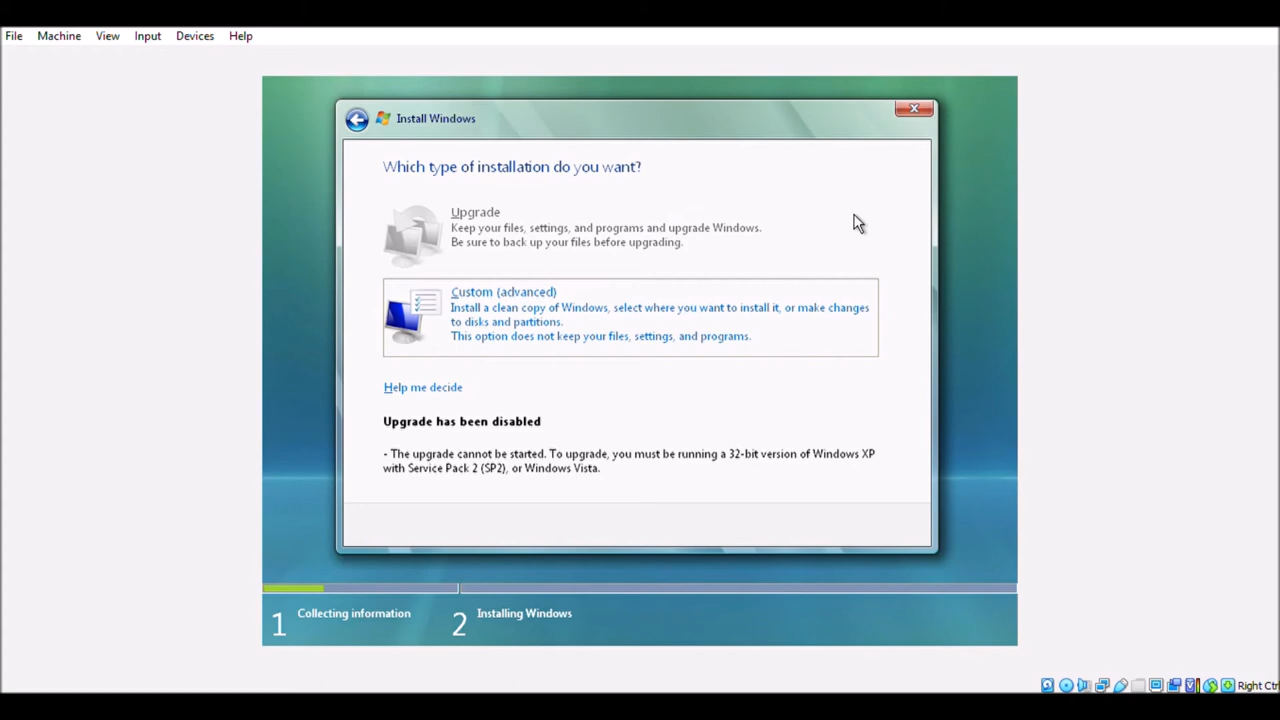 File Machine View Input Devices Help
Install Windows
Which type of installation do you want?
Upgrade
Keep your files, settings, and programs and upgrade Windows.
Be sure to back up your files before upgrading.
Custom (advanced)
Install a clean copy of Windows, select where you want to install it, or make changes
to disks and partitions.
This option does not keep your files, settings, and programs.
Help me decide
Upgrade has been disabled
- The upgrade cannot be started. To upgrade, you must be running a 32-bit version of Windows XP
with Service Pack 2 (SP2), or Windows Vista.
1 Collecting information 2 Installing Windows
Right Ctrl